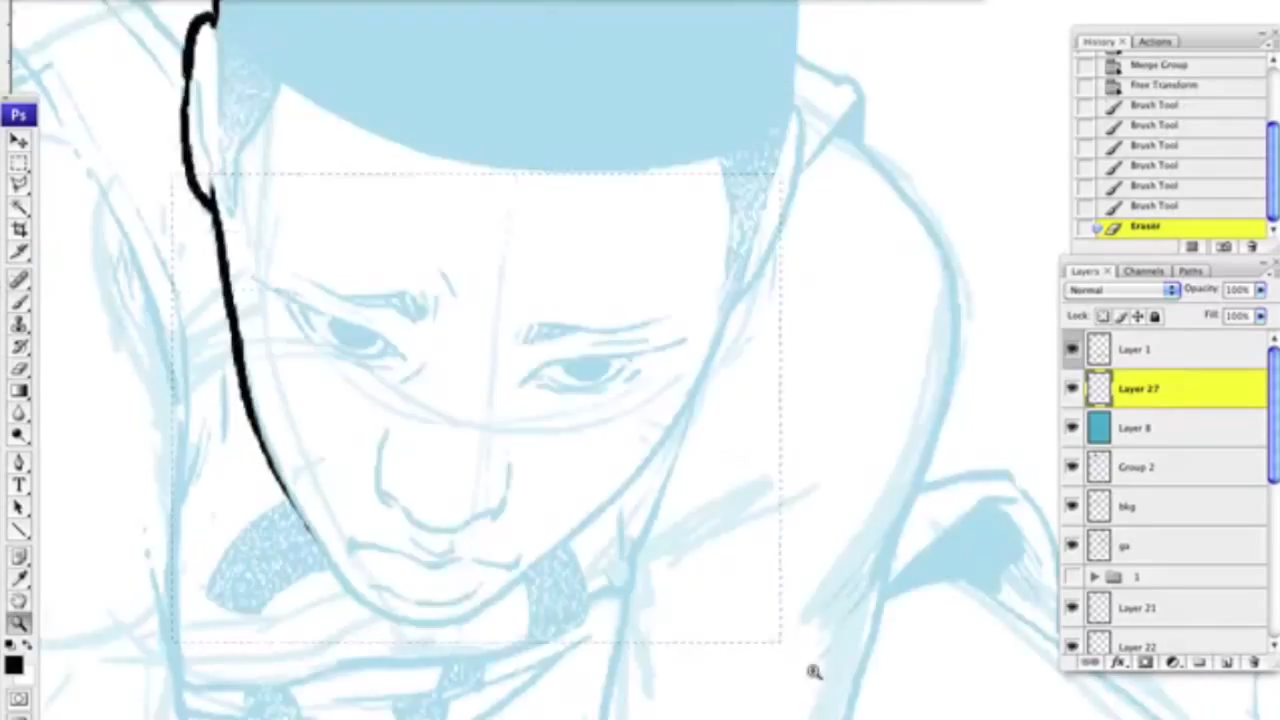 History × Actions
Merge Group
Free Transform
Brush Tool
Brush Tool
Brush Tool
Brush Tool
Brush Tool
Brush Tool
Eraser
Ps
Layers × Channels Paths
Normal Opacity: 100%
Lock: Fill: 100%
Layer 1
Layer 27
Layer 8
Group 2
bkg
ga
1
Layer 21
Layer 22
T
fx